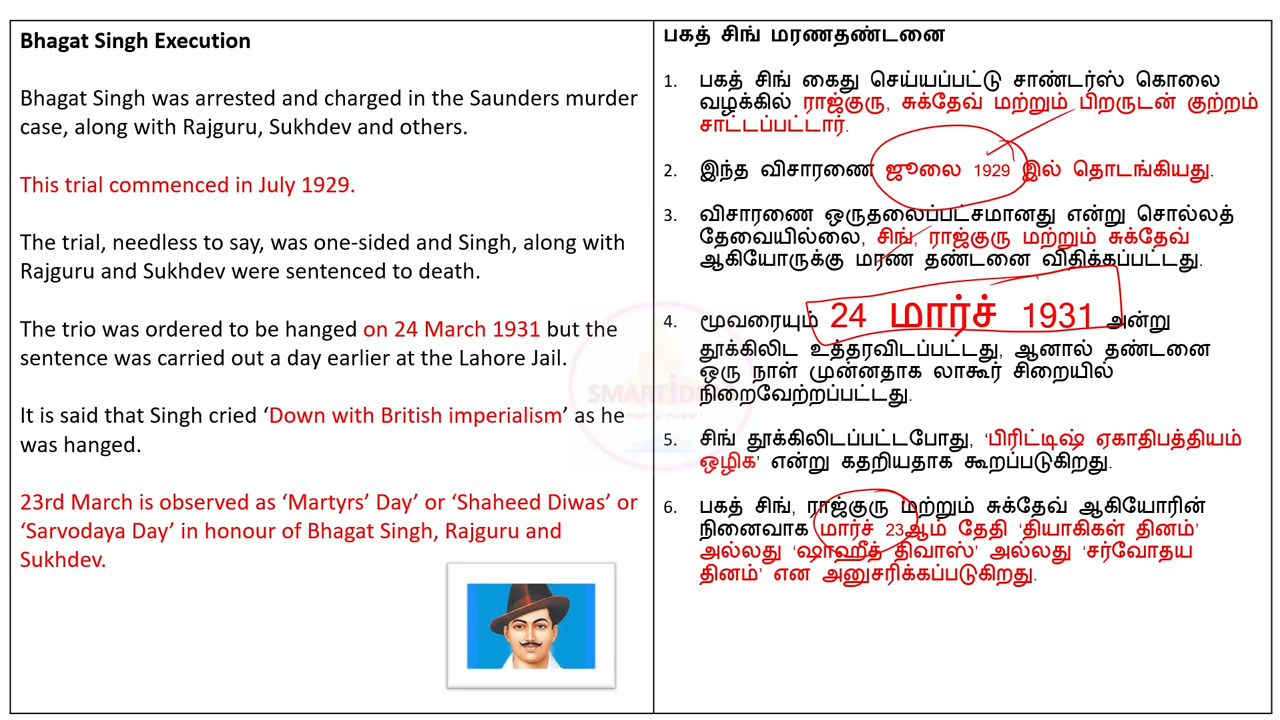 Bhagat Singh Execution
Bhagat Singh was arrested and charged in the Saunders murder
case, along with Rajguru, Sukhdev and others.
This trial commenced in July 1929.
The trial, needless to say, was one-sided and Singh, along with
Rajguru and Sukhdev were sentenced to death.
The trio was ordered to be hanged on 24 March 1931 but the
sentence was carried out a day earlier at the Lahore Jail.
It is said that Singh cried ‘Down with British imperialism’ as he
was hanged.
23rd March is observed as ‘Martyrs’ Day’ or ‘Shaheed Diwas’ or
‘Sarvodaya Day’ in honour of Bhagat Singh, Rajguru and
Sukhdev.
பகத் சிங் மரணதண்டனை
1. பகத் சிங் கைது செய்யப்பட்டு சாண்டர்ஸ் கொலை
வழக்கில் ராஜ்குரு, சுக்தேவ் மற்றும் பிறருடன் குற்றம்
சாட்டப்பட்டார்.
2. இந்த விசாரணை ஜூலை 1929 இல் தொடங்கியது.
3. விசாரணை ஒருதலைப்பட்சமானது என்று சொல்லத்
தேவையில்லை, சிங், ராஜ்குரு மற்றும் சுக்தேவ்
ஆகியோருக்கு மரண தண்டனை விதிக்கப்பட்டது.
4. மூவரையும் 24 மார்ச் 1931 அன்று
தூக்கிலிட உத்தரவிடப்பட்டது, ஆனால் தண்டனை
ஒரு நாள் முன்னதாக லாகூர் சிறையில்
நிறைவேற்றப்பட்டது.
5. சிங் தூக்கிலிடப்பட்டபோது, ‘பிரிட்டிஷ் ஏகாதிபத்தியம்
ஒழிக’ என்று கதறியதாக கூறப்படுகிறது.
6. பகத் சிங், ராஜ்குரு மற்றும் சுக்தேவ் ஆகியோரின்
நினைவாக மார்ச் 23ஆம் தேதி ‘தியாகிகள் தினம்’
அல்லது ‘ஷாஹீத் திவாஸ்’ அல்லது ‘சர்வோதய
தினம்’ என அனுசரிக்கப்படுகிறது.